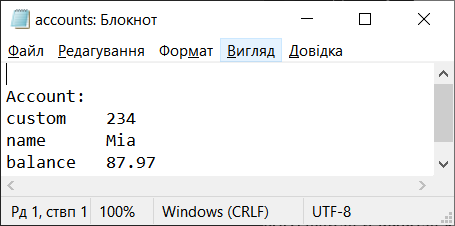 accounts: Блокнот
Файл Редагування Формат Вигляд Довідка
Account:
custom 234
name Mia
balance 87.97
Рд 1, ствп 1 100% Windows (CRLF) UTF-8